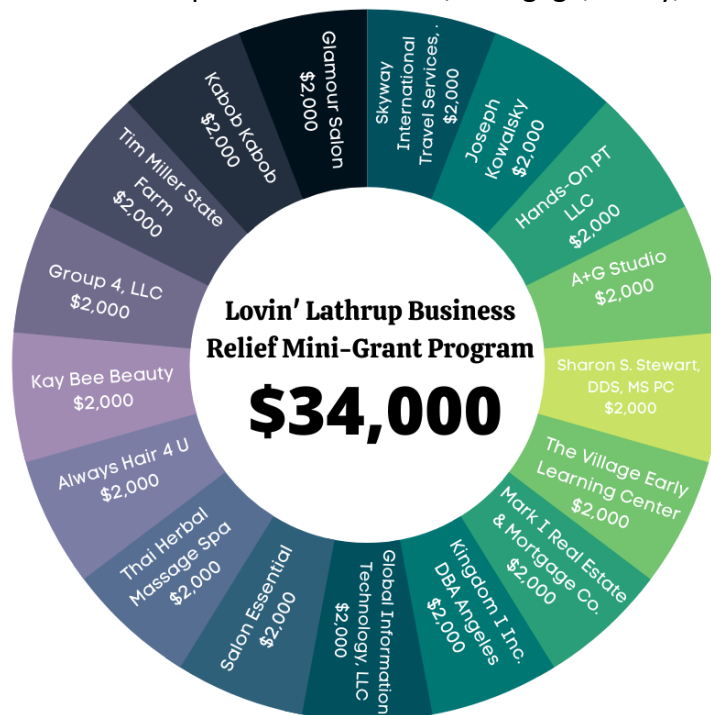 Lovin' Lathrup Business
Relief Mini-Grant Program
$34,000
Skyway
International
Travel Services, .
$2,000
Joseph
Kowalsky
$2,000
Hands-On PT
LLC
$2,000
A+G Studio
$2,000
Sharon S. Stewart,
DDS, MS PC
$2,000
The Village Early
Learning Center
$2,000
Mark I Real Estate
& Mortgage Co.
$2,000
Kingdom I Inc.
DBA Angeles
$2,000
Global Information
Technology, LLC
$2,000
Salon Essential
$2,000
Thai Herbal
Massage Spa
$2,000
Always Hair 4 U
$2,000
Kay Bee Beauty
$2,000
Group 4, LLC
$2,000
Tim Miller State
Farm
$2,000
Kabob Kabob
$2,000
Glamour Salon
$2,000